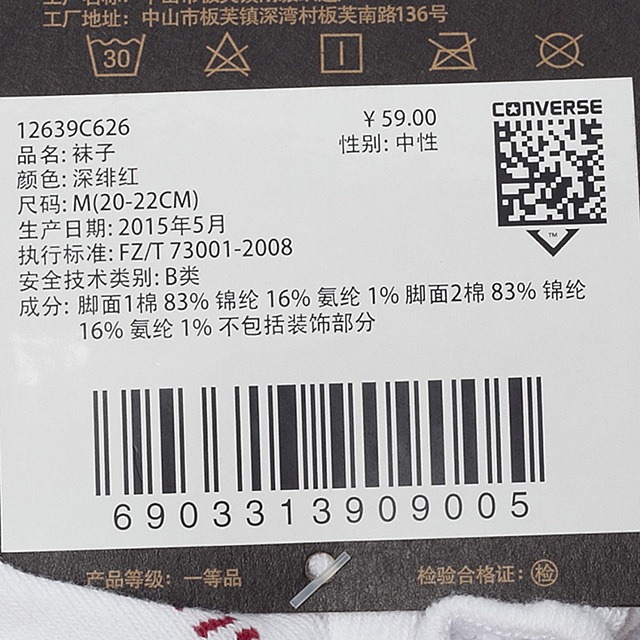 工厂地址: 中山市板芙镇深湾村板芙南路136号
30
12639C626
¥ 59.00
CONVERSE
品名: 袜子
性别: 中性
颜色: 深绯红
尺码: M(20-22CM)
生产日期: 2015年5月
执行标准: FZ/T 73001-2008
安全技术类别: B类
TM
成分: 脚面1棉 83% 锦纶 16% 氨纶 1% 脚面2棉 83% 锦纶
16% 氨纶 1% 不包括装饰部分
6903313909005
产品等级: 一等品
检验合格证: 检